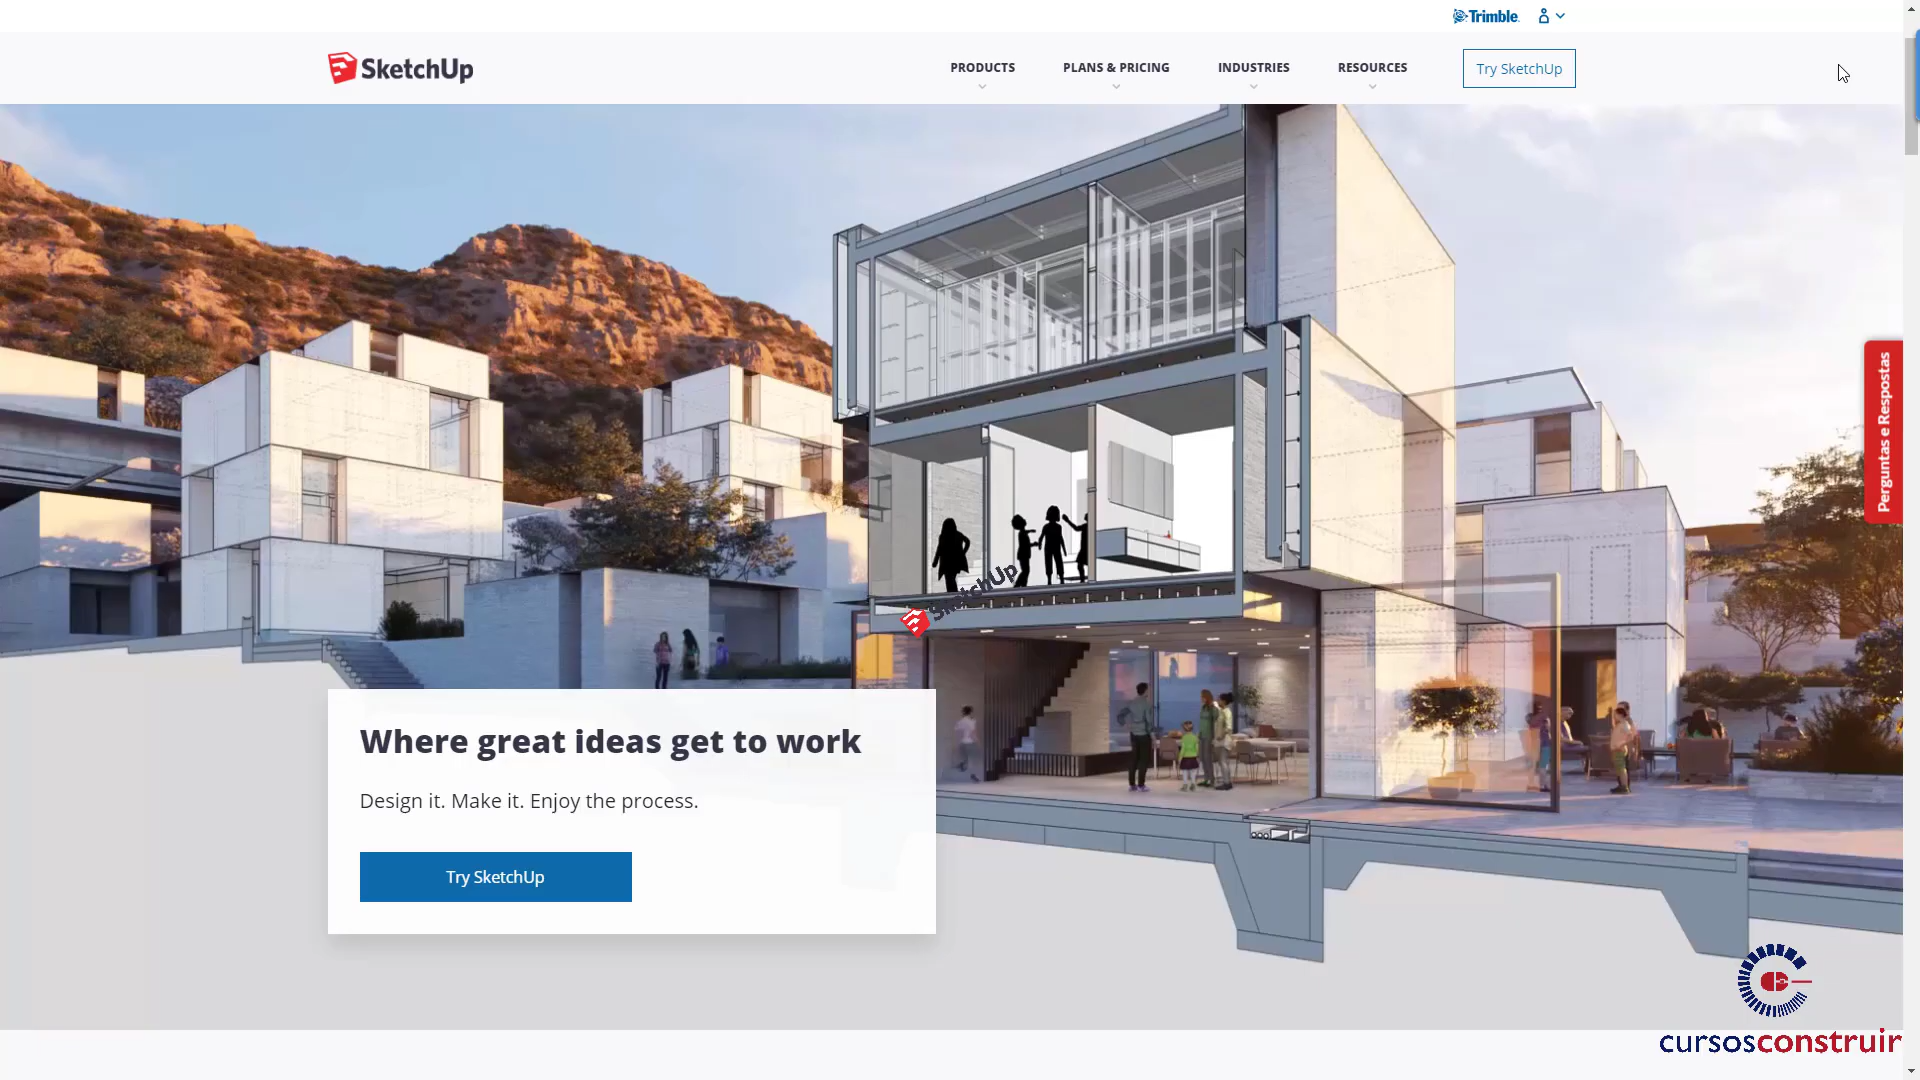 Trimble
SketchUp
PRODUCTS
PLANS & PRICING
INDUSTRIES
RESOURCES
Try SketchUp
Perguntas e Respostas
SketchUp
Where great ideas get to work
Design it. Make it. Enjoy the process.
Try SketchUp
cursosconstruir